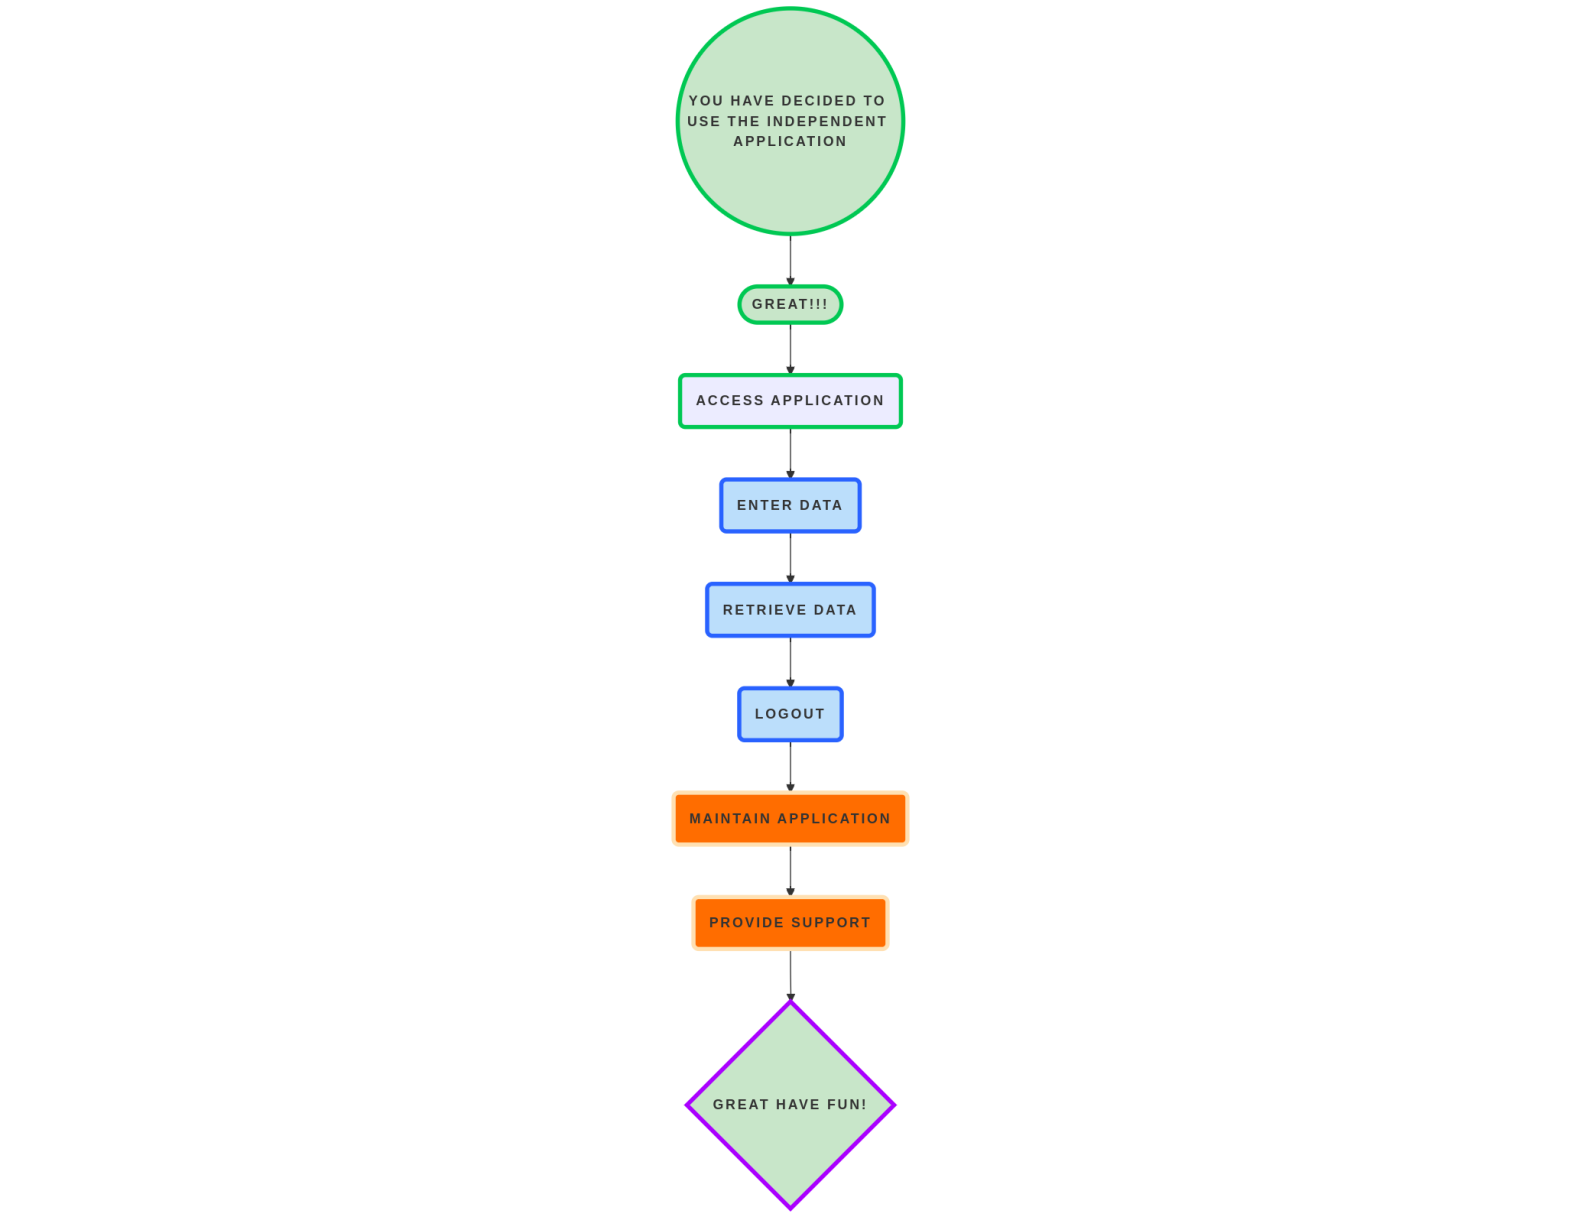 YOU HAVE DECIDED TO
USE THE INDEPENDENT
APPLICATION
GREAT!!!
ACCESS APPLICATION
ENTER DATA
RETRIEVE DATA
LOGOUT
MAINTAIN APPLICATION
PROVIDE SUPPORT
GREAT HAVE FUN!